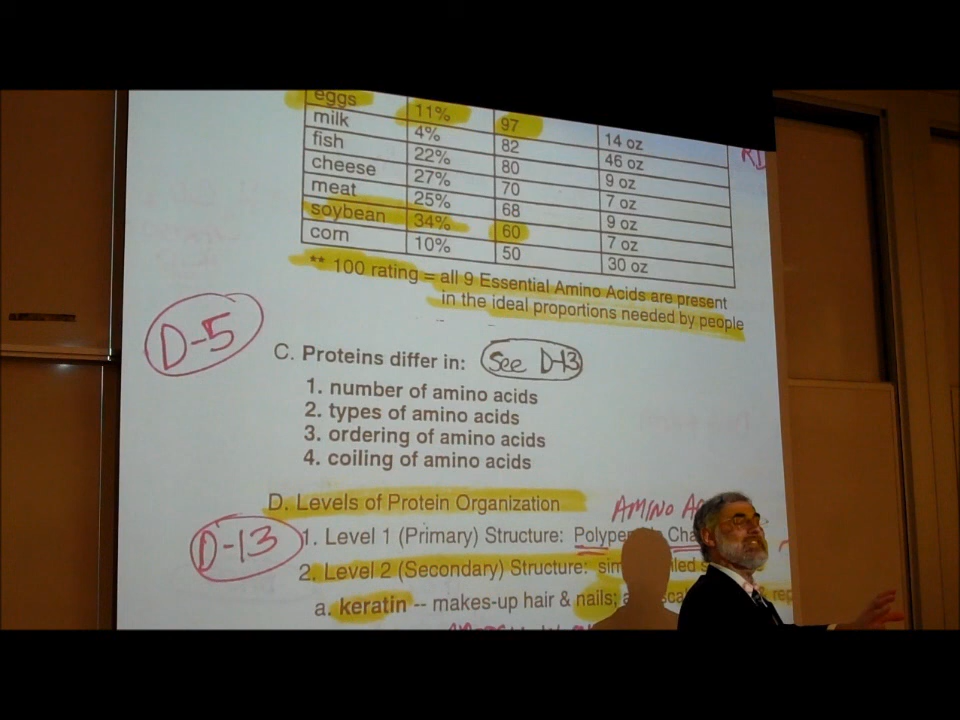 eggs 11% 97 14 oz
milk 4% 82 46 oz
fish 22% 80 9 oz
cheese 27% 70 7 oz
meat 25% 68 9 oz
soybean 34% 60 7 oz
corn 10% 50 30 oz
** 100 rating = all 9 Essential Amino Acids are present
in the ideal proportions needed by people
D-5
C. Proteins differ in: See D-13
1. number of amino acids
2. types of amino acids
3. ordering of amino acids
4. coiling of amino acids
D. Levels of Protein Organization
AMINO
D-13
1. Level 1 (Primary) Structure:
2. Level 2 (Secondary) Structure:
a. keratin -- makes-up hair & nails;